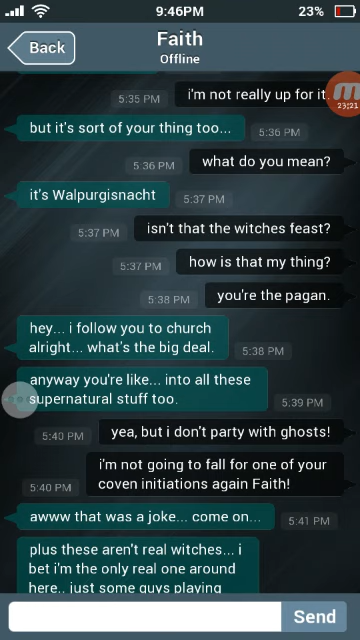 9:46PM
23%
Back
Faith
Offline
i'm not really up for it.
5:35 PM
23:21
but it's sort of your thing too...
5:36 PM
what do you mean?
5:36 PM
it's Walpurgisnacht
5:37 PM
isn't that the witches feast?
5:37 PM
how is that my thing?
5:37 PM
you're the pagan.
5:38 PM
hey... i follow you to church
alright... what's the big deal.
5:38 PM
anyway you're like... into all these
supernatural stuff too.
5:39 PM
yea, but i don't party with ghosts!
5:40 PM
i'm not going to fall for one of your
coven initiations again Faith!
5:40 PM
awww that was a joke... come on...
5:41 PM
plus these aren't real witches... i
bet i'm the only real one around
here.. just some guys playing
Send